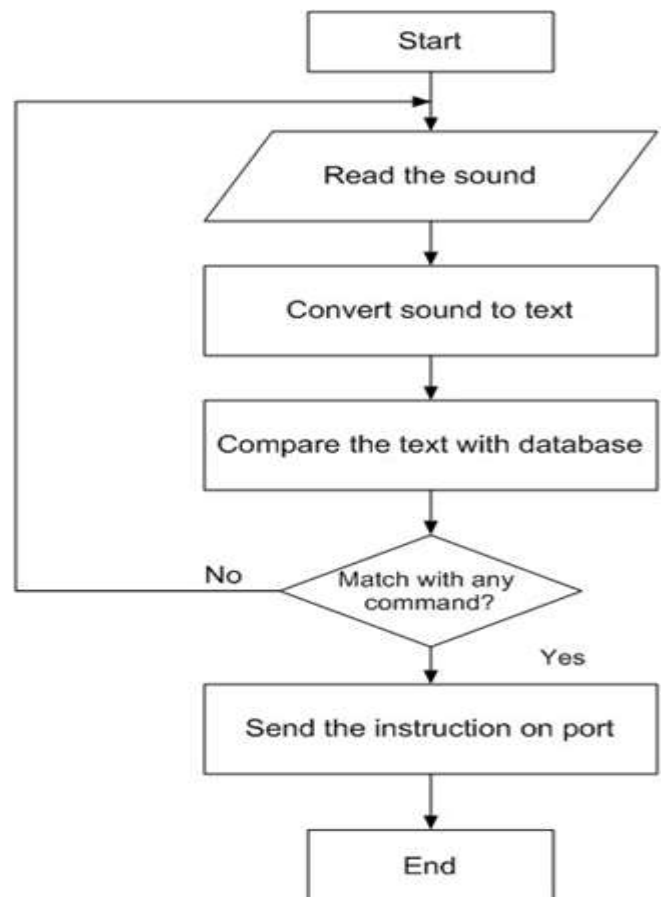 Start
Read the sound
Convert sound to text
Compare the text with database
No
Match with any
command?
Yes
Send the instruction on port
End